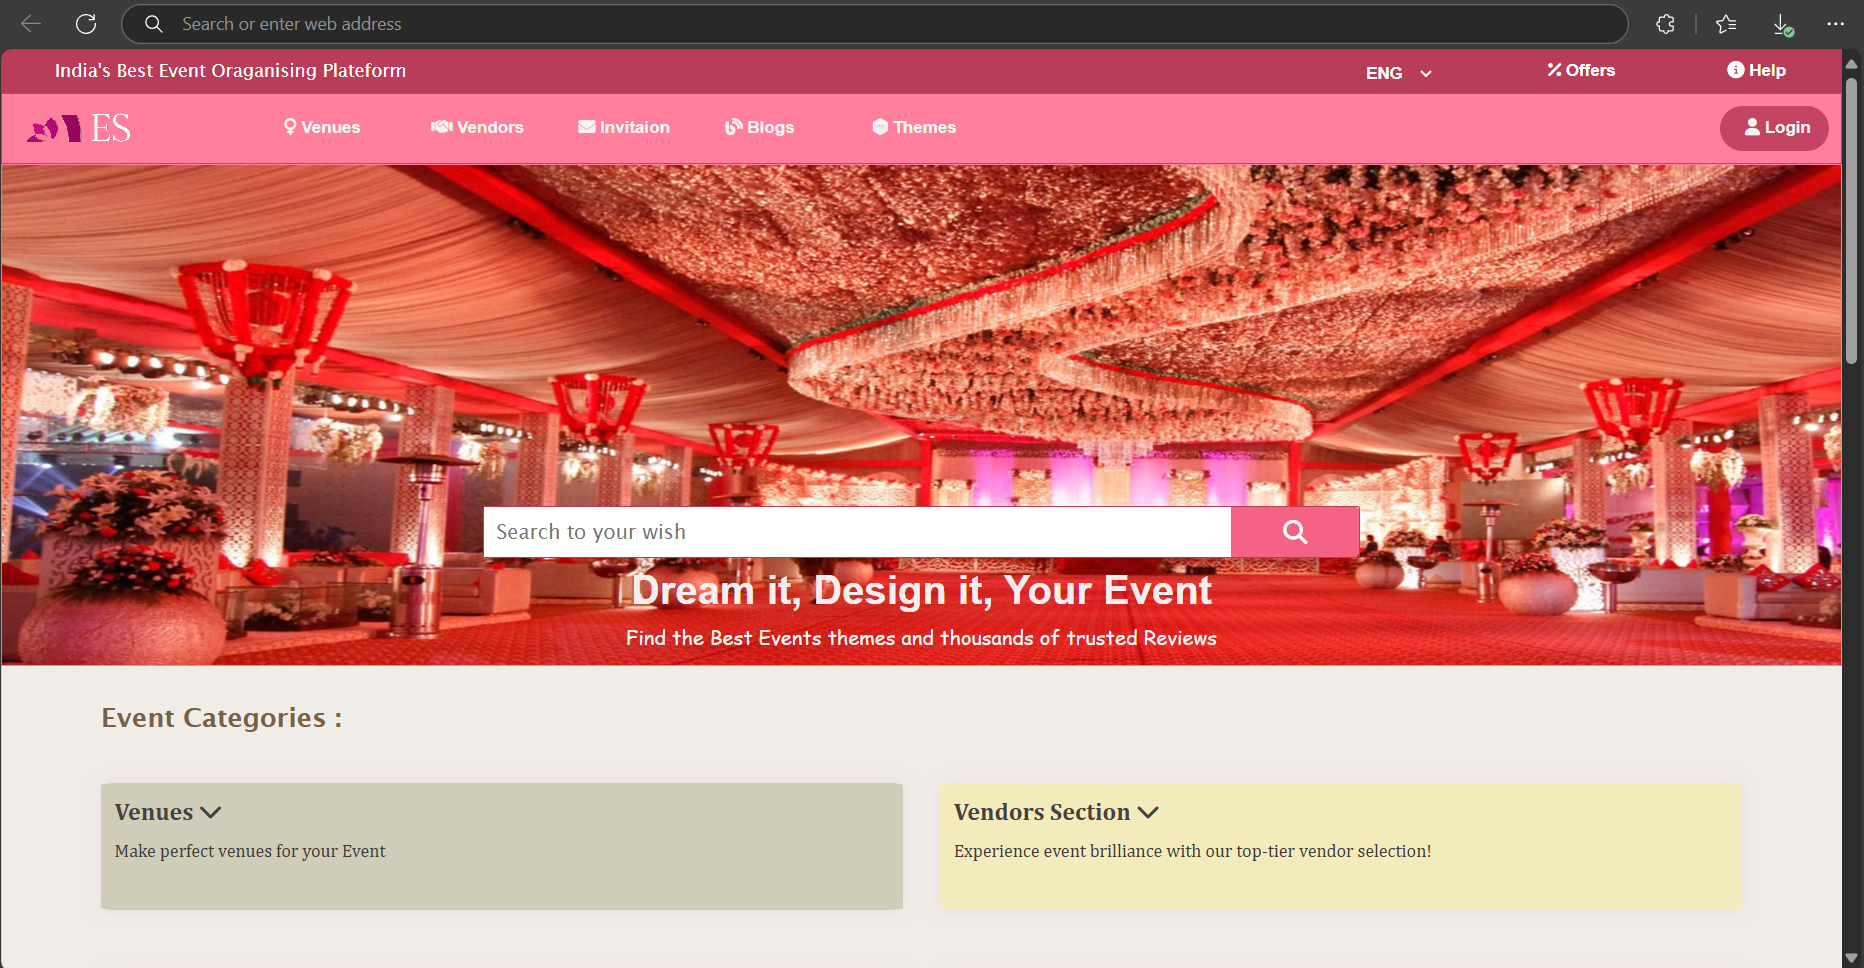 Search or enter web address
India's Best Event Oraganising Plateform
ENG
Offers
Help
ES
Venues
Vendors
Invitaion
Blogs
Themes
Login
Search to your wish
Dream it, Design it, Your Event
Find the Best Events themes and thousands of trusted Reviews
Event Categories :
Venues
Make perfect venues for your Event
Vendors Section
Experience event brilliance with our top-tier vendor selection!